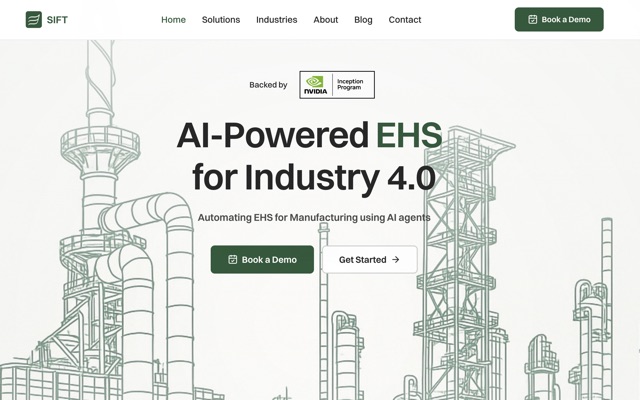 SIFT
Home Solutions Industries About Blog Contact
Book a Demo
Backed by
NVIDIA
Inception
Program
AI-Powered EHS
for Industry 4.0
Automating EHS for Manufacturing using AI agents
Book a Demo
Get Started